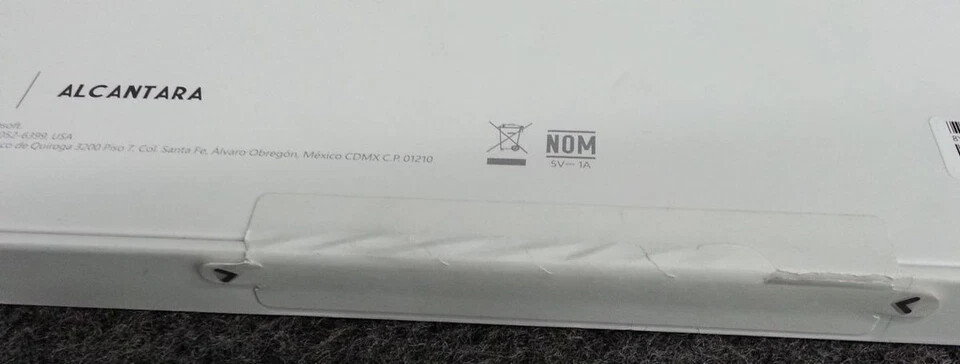 ALCANTARA
052-6399, USA
co de Quiroga 3200 Piso 7, Col. Santa Fe, Álvaro Obregón, México CDMX C.P. 01210
NOM
5V⎓1A